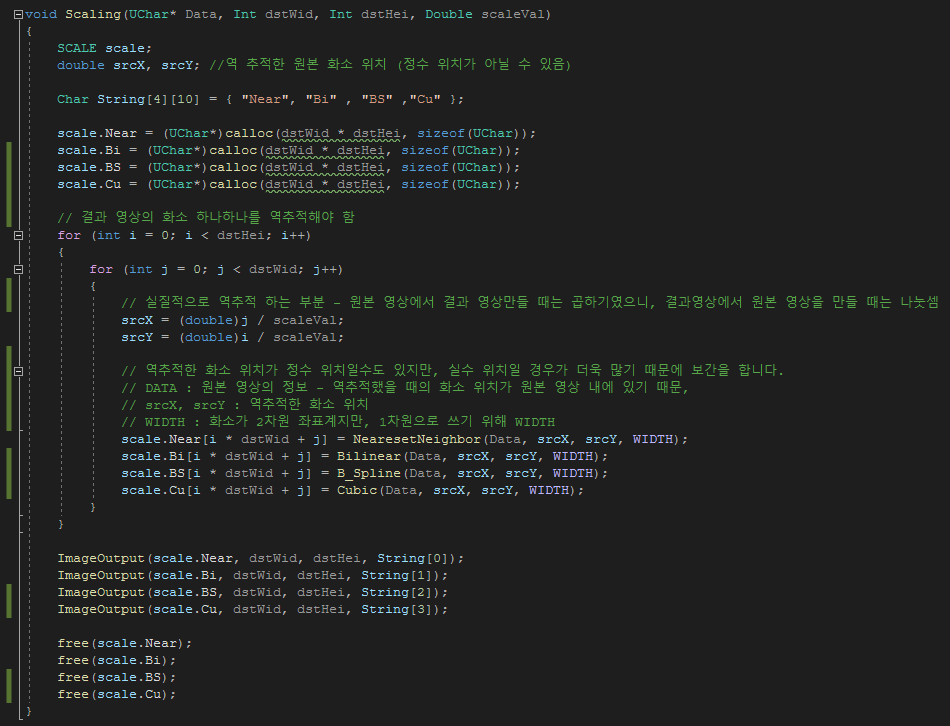 void Scaling(UChar* Data, Int dstWid, Int dstHei, Double scaleVal)
{
SCALE scale;
double srcX, srcY; //역 추적한 원본 화소 위치 (정수 위치가 아닐 수 있음)
Char String[4][10] = { "Near", "Bi" , "BS" ,"Cu" };
scale.Near = (UChar*)calloc(dstWid * dstHei, sizeof(UChar));
scale.Bi = (UChar*)calloc(dstWid * dstHei, sizeof(UChar));
scale.BS = (UChar*)calloc(dstWid * dstHei, sizeof(UChar));
scale.Cu = (UChar*)calloc(dstWid * dstHei, sizeof(UChar));
// 결과 영상의 화소 하나하나를 역추적해야 함
for (int i = 0; i < dstHei; i++)
{
for (int j = 0; j < dstWid; j++)
{
// 실질적으로 역추적 하는 부분 - 원본 영상에서 결과 영상만들 때는 곱하기였으니, 결과영상에서 원본 영상을 만들 때는 나눗셈
srcX = (double)j / scaleVal;
srcY = (double)i / scaleVal;
// 역추적한 화소 위치가 정수 위치일수도 있지만, 실수 위치일 경우가 더욱 많기 때문에 보간을 합니다.
// DATA : 원본 영상의 정보 - 역추적했을 때의 화소 위치가 원본 영상 내에 있기 때문,
// srcX, srcY : 역추적한 화소 위치
// WIDTH : 화소가 2차원 좌표계지만, 1차원으로 쓰기 위해 WIDTH
scale.Near[i * dstWid + j] = NearesetNeighbor(Data, srcX, srcY, WIDTH);
scale.Bi[i * dstWid + j] = Bilinear(Data, srcX, srcY, WIDTH);
scale.BS[i * dstWid + j] = B_Spline(Data, srcX, srcY, WIDTH);
scale.Cu[i * dstWid + j] = Cubic(Data, srcX, srcY, WIDTH);
}
}
ImageOutput(scale.Near, dstWid, dstHei, String[0]);
ImageOutput(scale.Bi, dstWid, dstHei, String[1]);
ImageOutput(scale.BS, dstWid, dstHei, String[2]);
ImageOutput(scale.Cu, dstWid, dstHei, String[3]);
free(scale.Near);
free(scale.Bi);
free(scale.BS);
free(scale.Cu);
}